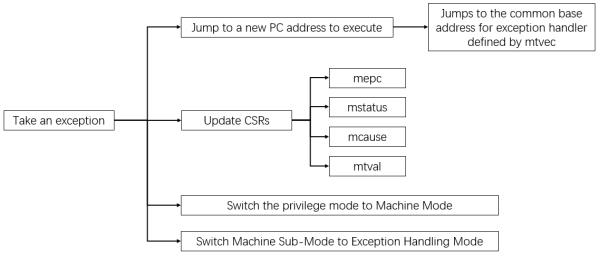 Jump to a new PC address to execute
Jumps to the common base
address for exception handler
defined by mtvec
Take an exception
Update CSRs
mepc
mstatus
mcause
mtval
Switch the privilege mode to Machine Mode
Switch Machine Sub-Mode to Exception Handling Mode